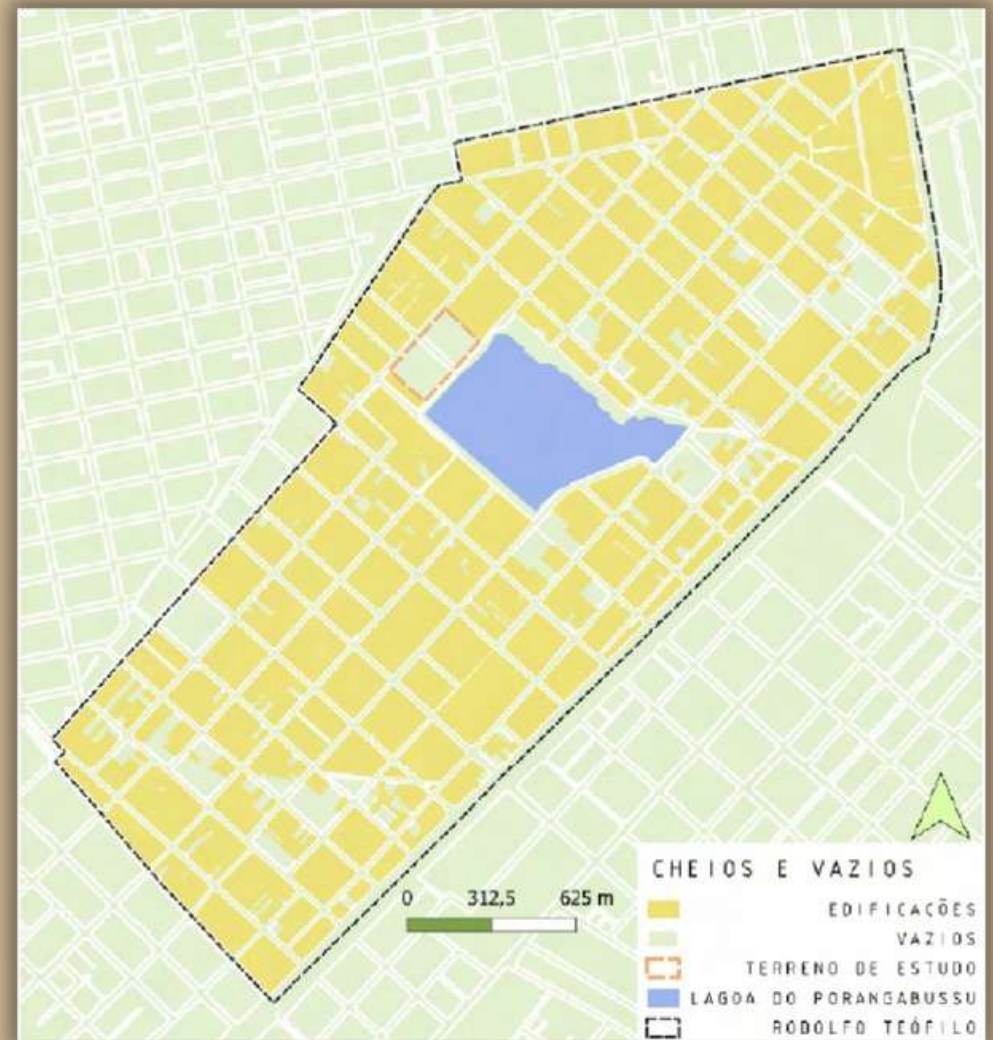 0 312,5 625 m
CHEIOS E VAZIOS
EDIFICAÇÕES
VAZIOS
TERRENO DE ESTUDO
LAGOA DO PORANGABUSSU
RODOLFO TEÓFILO